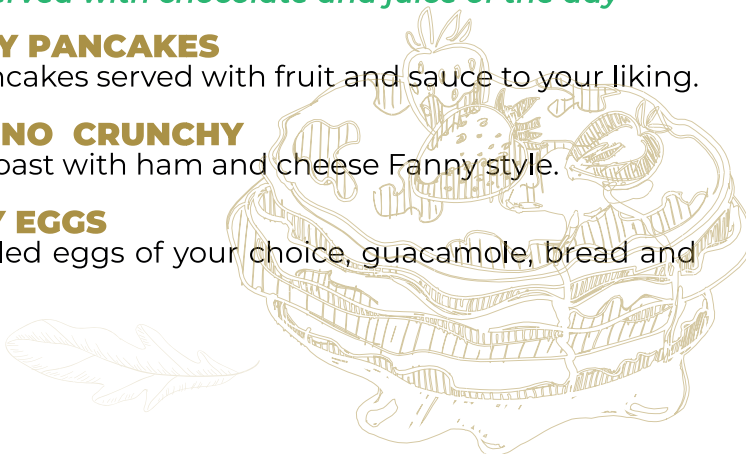 served with chocolate and juice of the day
Y PANCAKES
ncakes served with fruit and sauce to your liking.
NO CRUNCHY
oast with ham and cheese Fanny style.
Y EGGS
led eggs of your choice, guacamole, bread and